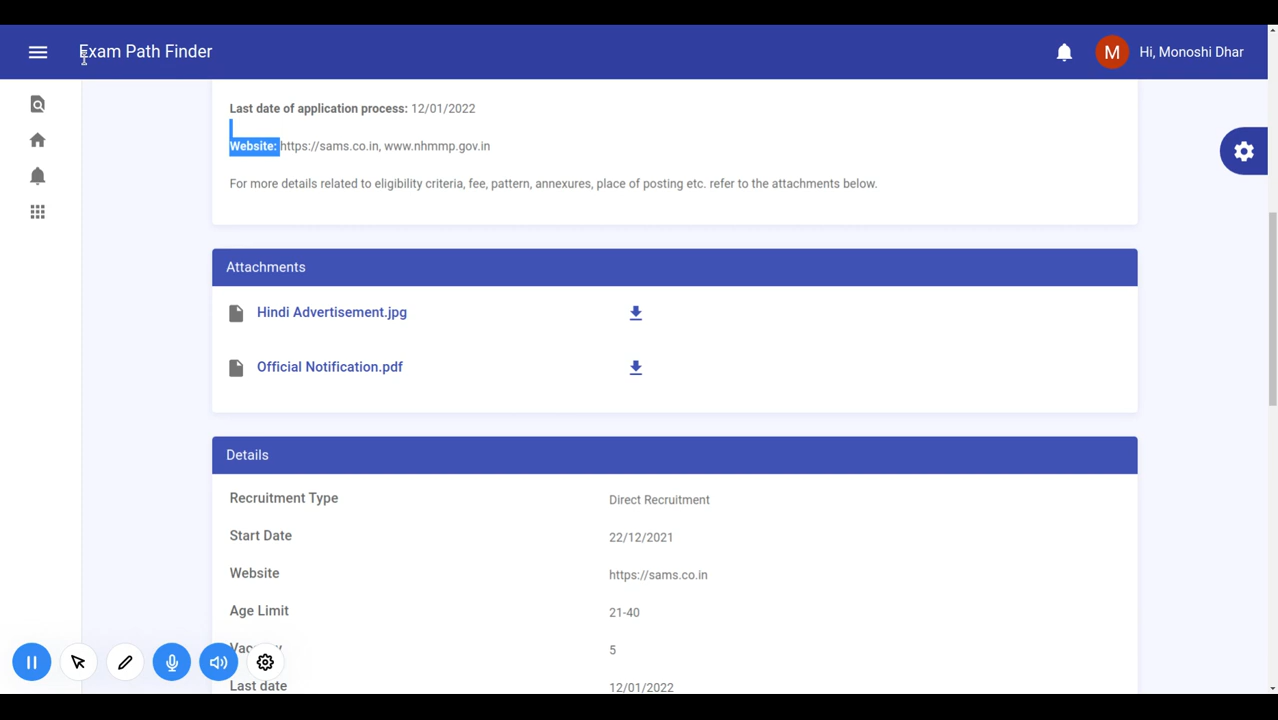 Exam Path Finder
M Hi, Monoshi Dhar
Last date of application process: 12/01/2022
Website: https://sams.co.in, www.nhmmp.gov.in
For more details related to eligibility criteria, fee, pattern, annexures, place of posting etc. refer to the attachments below.
Attachments
Hindi Advertisement.jpg
Official Notification.pdf
Details
Recruitment Type Direct Recruitment
Start Date 22/12/2021
Website https://sams.co.in
Age Limit 21-40
5
Last date 12/01/2022